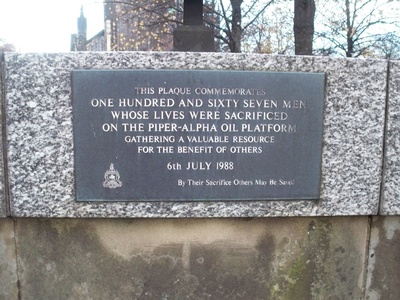 THIS PLAQUE COMMEMORATES
ONE HUNDRED AND SIXTY SEVEN MEN
WHOSE LIVES WERE SACRIFICED
ON THE PIPER-ALPHA OIL PLATFORM
GATHERING A VALUABLE RESOURCE
FOR THE BENEFIT OF OTHERS
6th JULY 1988
By Their Sacrifice Others May Be Saved